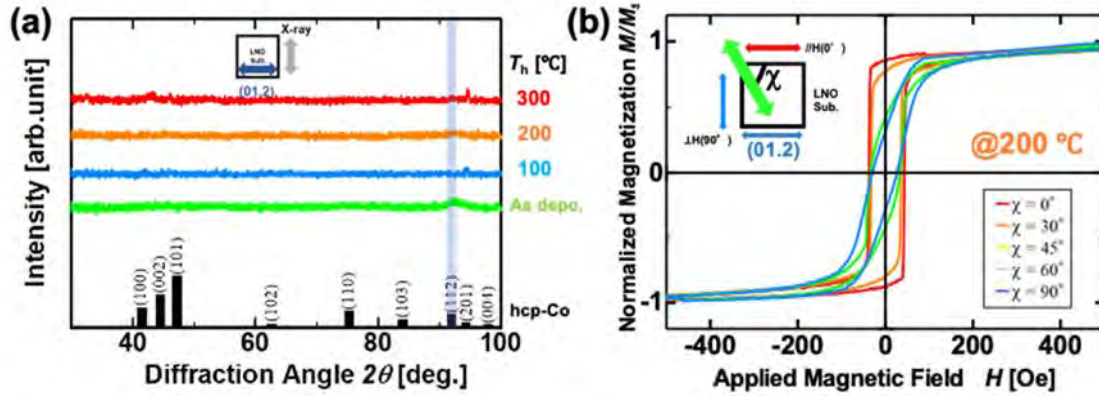 (a)
X-ray
LNO
Sub.
(01.2)
Th [℃]
300
200
100
As depo.
(100)
(002)
(101)
(102)
(110)
(103)
(112)
(201)
(004)
hcp-Co
40
60
80
100
Intensity [arb.unit]
Diffraction Angle 2θ [deg.]
(b)
1
0
-1
//H(0°)
χ
LNO
Sub.
⊥H(90°)
(01.2)
@200 ℃
χ = 0°
χ = 30°
χ = 45°
χ = 60°
χ = 90°
-400
-200
0
200
400
Normalized Magnetization M/Ms
Applied Magnetic Field H [Oe]